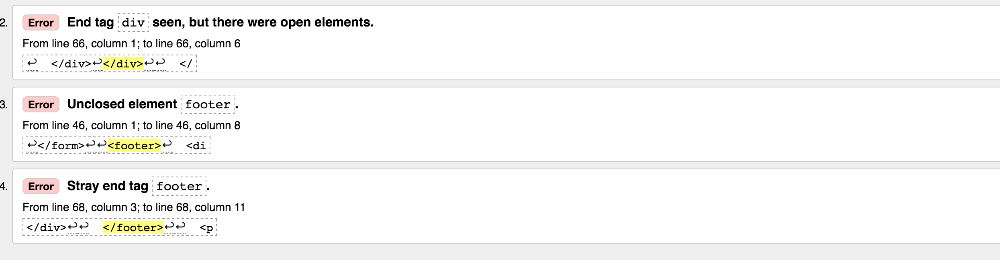 2. Error End tag div seen, but there were open elements.
From line 66, column 1; to line 66, column 6
↩  </div>↩</div>↩↩  </
3. Error Unclosed element footer.
From line 46, column 1; to line 46, column 8
↩</form>↩↩<footer>↩  <di
4. Error Stray end tag footer.
From line 68, column 3; to line 68, column 11
</div>↩↩  </footer>↩↩  <p